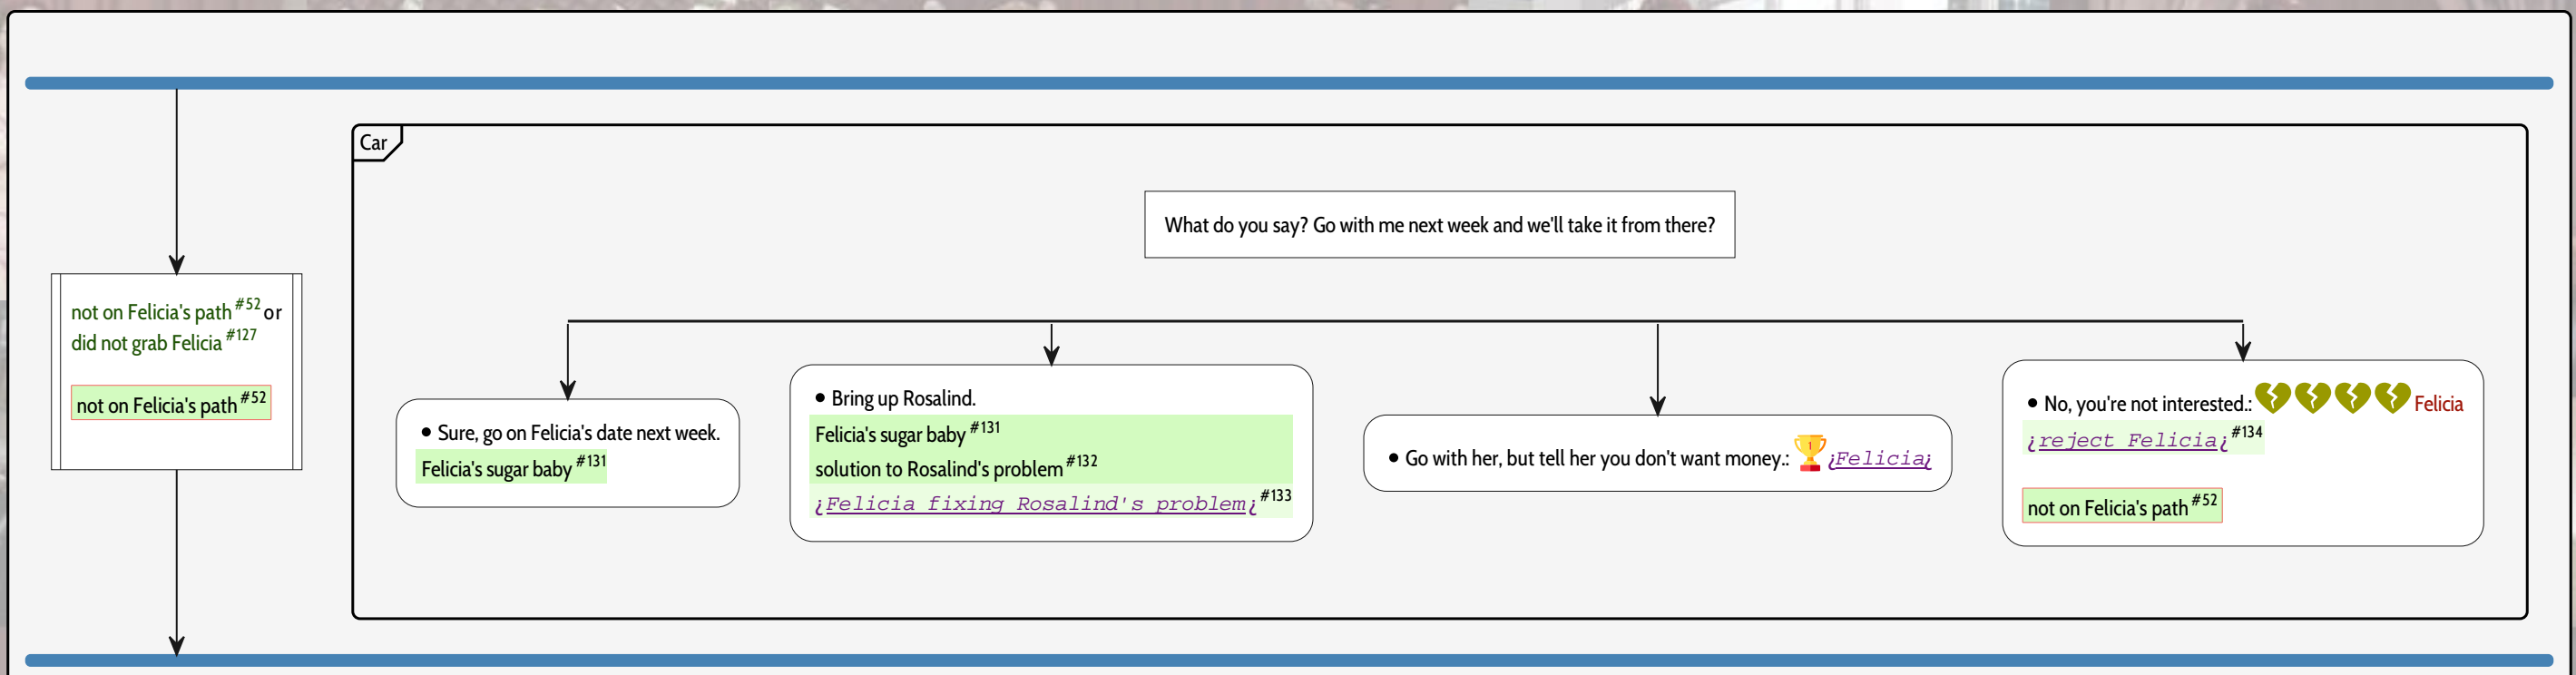 Car
What do you say? Go with me next week and we'll take it from there?
not on Felicia's path #52 or
did not grab Felicia #127
not on Felicia's path #52
• Sure, go on Felicia's date next week.
Felicia's sugar baby #131
• Bring up Rosalind.
Felicia's sugar baby #131
solution to Rosalind's problem #132
¿Felicia fixing Rosalind's problem¿ #133
• Go with her, but tell her you don't want money.: 🏆¿Felicia¿
• No, you're not interested.: 💔💔💔💔 Felicia
¿reject Felicia¿ #134
not on Felicia's path #52